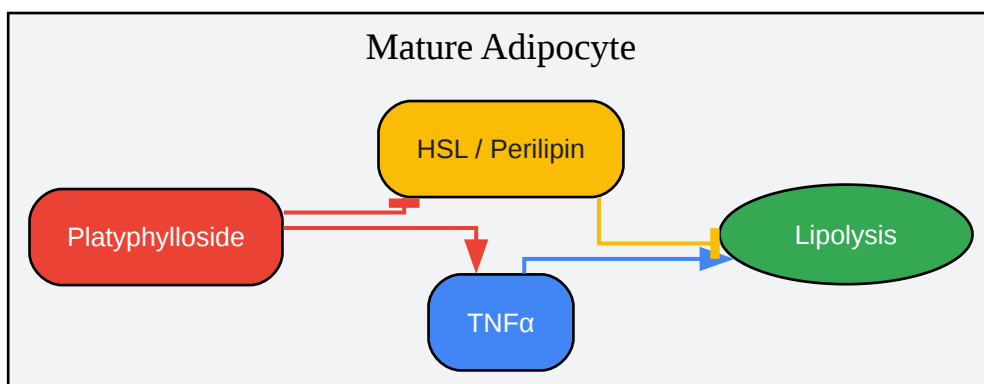 Mature Adipocyte
HSL / Perilipin
Platyphylloside
Lipolysis
TNFα